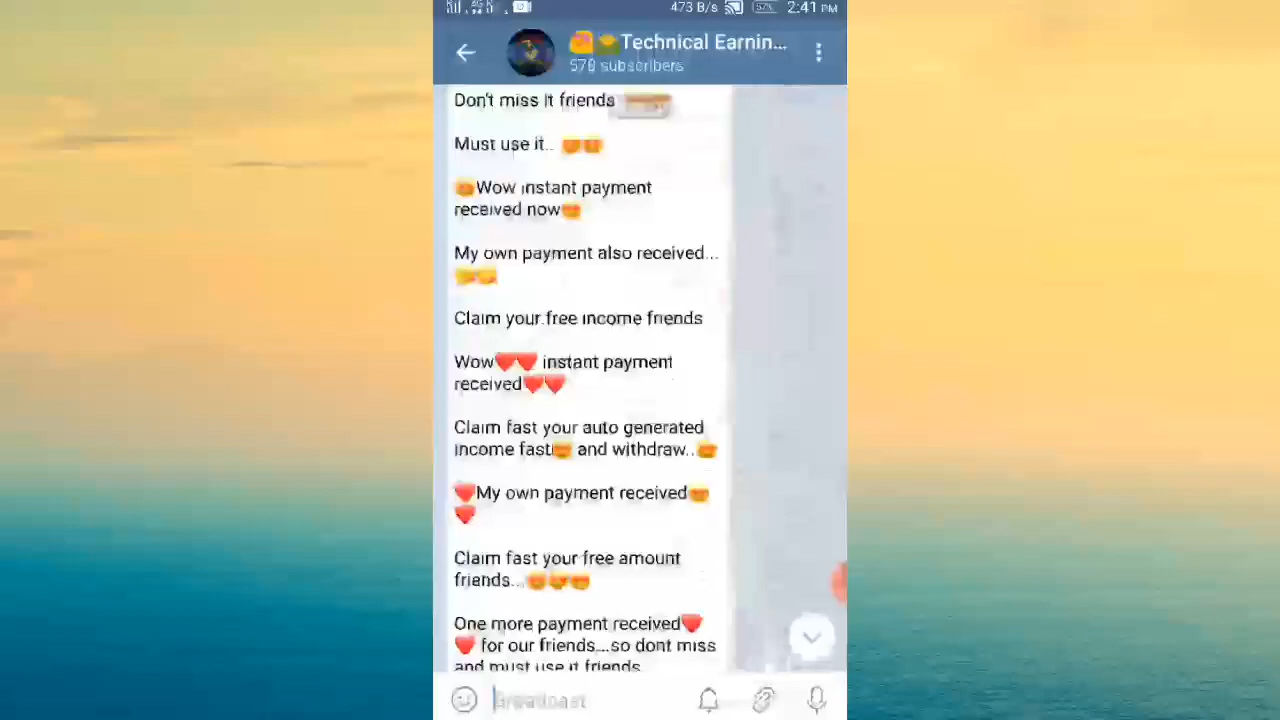 473 B/s 57% 2:41 PM
Technical Earnin...
578 subscribers
Don't miss it friends
Must use it..
Wow instant payment
received now
My own payment also received...
Claim your free income friends
Wow❤❤ instant payment
received❤❤
Claim fast your auto generated
income fast and withdraw..
❤My own payment received
❤
Claim fast your free amount
friends...
One more payment received❤
❤ for our friends...so dont miss
and must use it friends
Broadcast